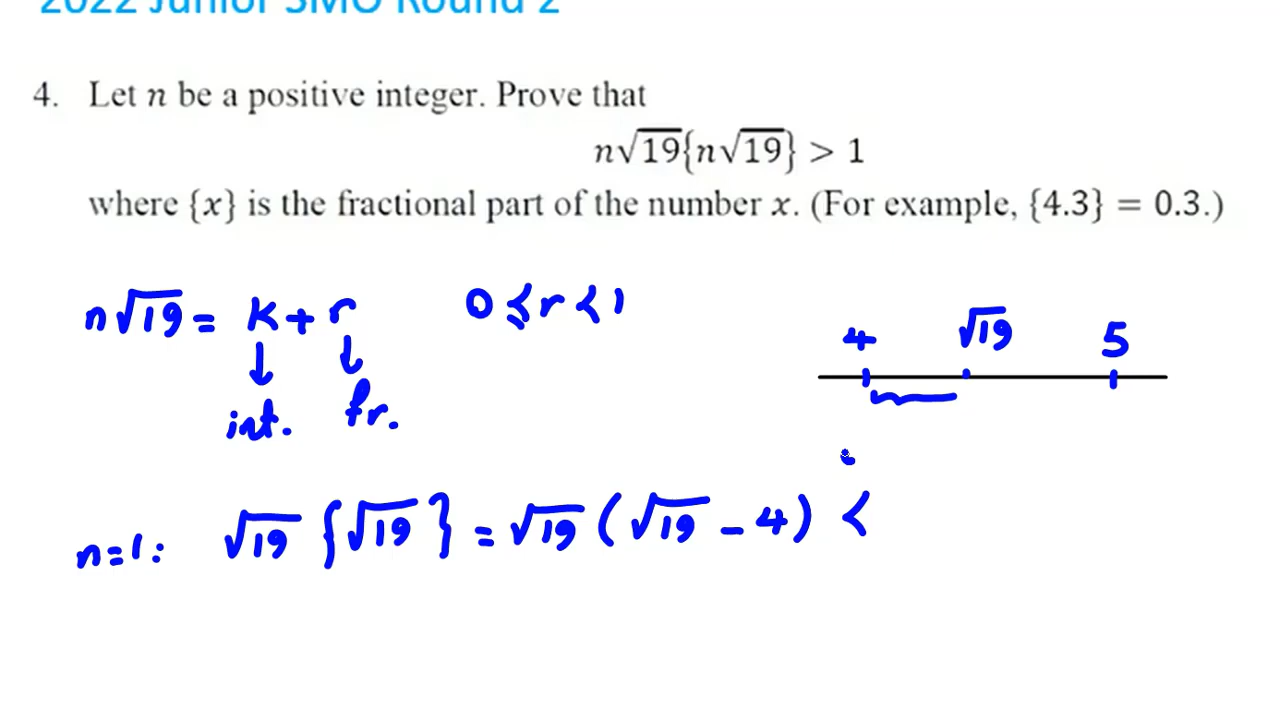 2022 Junior SMO Round 2
4. Let n be a positive integer. Prove that
n√19{n√19} > 1
where {x} is the fractional part of the number x. (For example, {4.3} = 0.3.)
n√19 = k + r    0 ≤ r < 1
↓ ↓
int. fr.
4 √19 5
n=1: √19 {√19} = √19 (√19 - 4) <